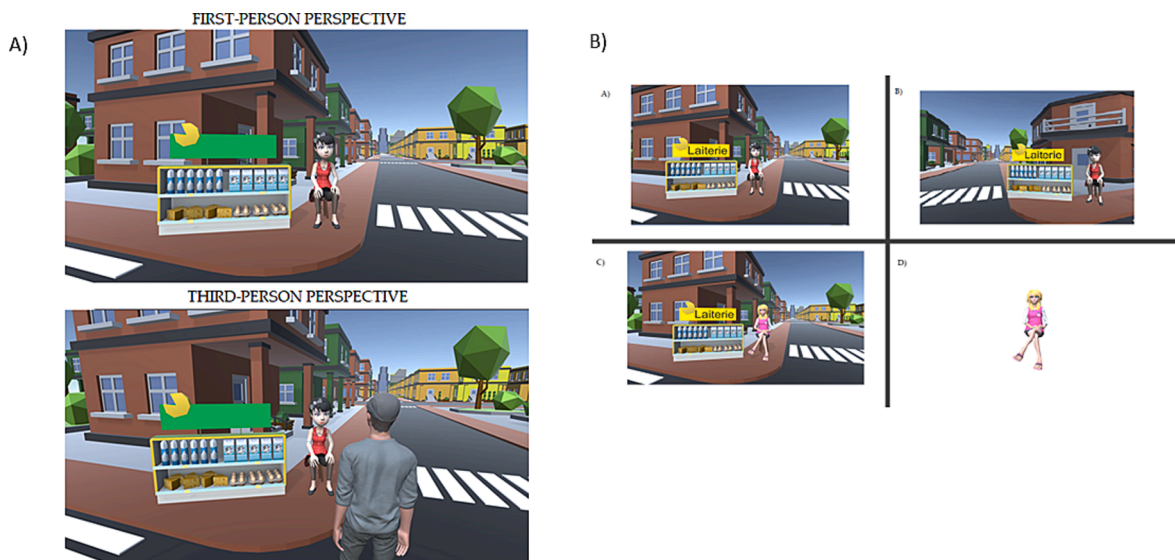 FIRST-PERSON PERSPECTIVE
A)
THIRD-PERSON PERSPECTIVE
B)
A)
Laiterie
B)
Laiterie
C)
Laiterie
D)